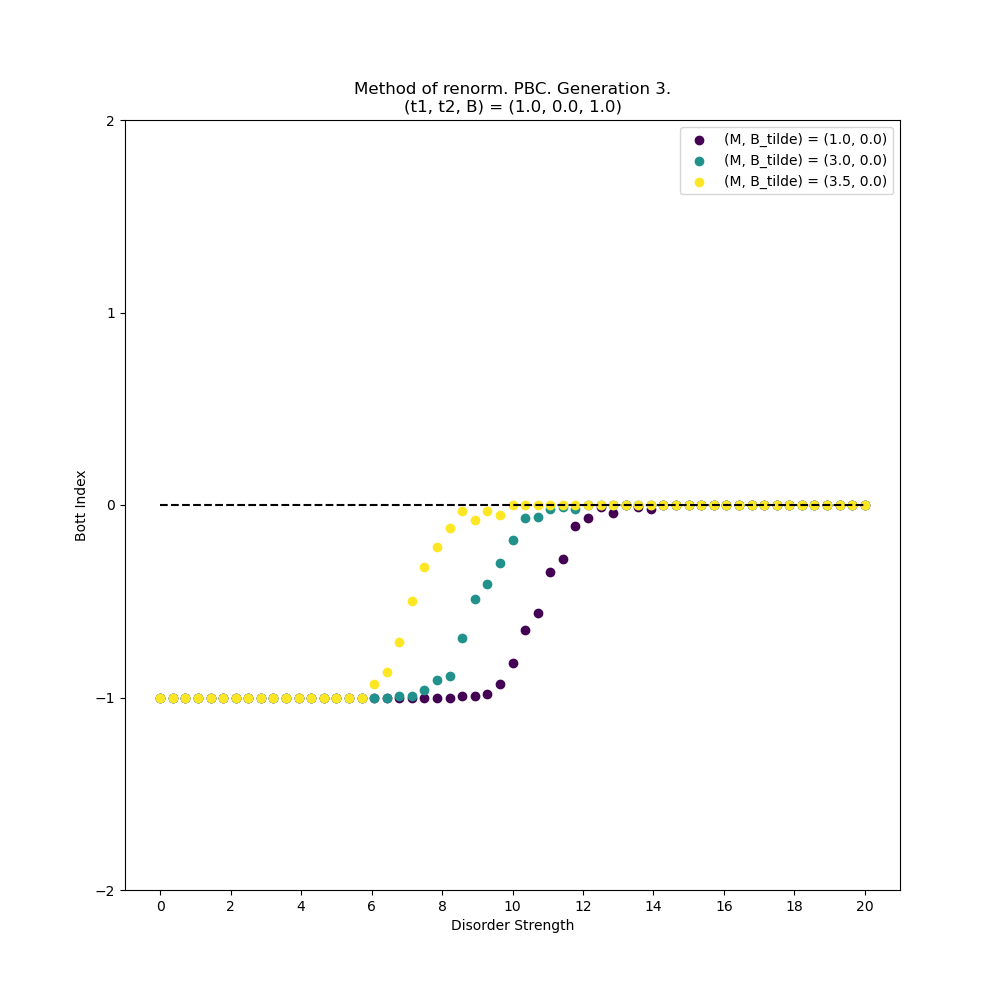 Method of renorm. PBC. Generation 3.
(t1, t2, B) = (1.0, 0.0, 1.0)
(M, B_tilde) = (1.0, 0.0)
(M, B_tilde) = (3.0, 0.0)
(M, B_tilde) = (3.5, 0.0)
2
1
0
−1
−2
Bott Index
0 2 4 6 8 10 12 14 16 18 20
Disorder Strength